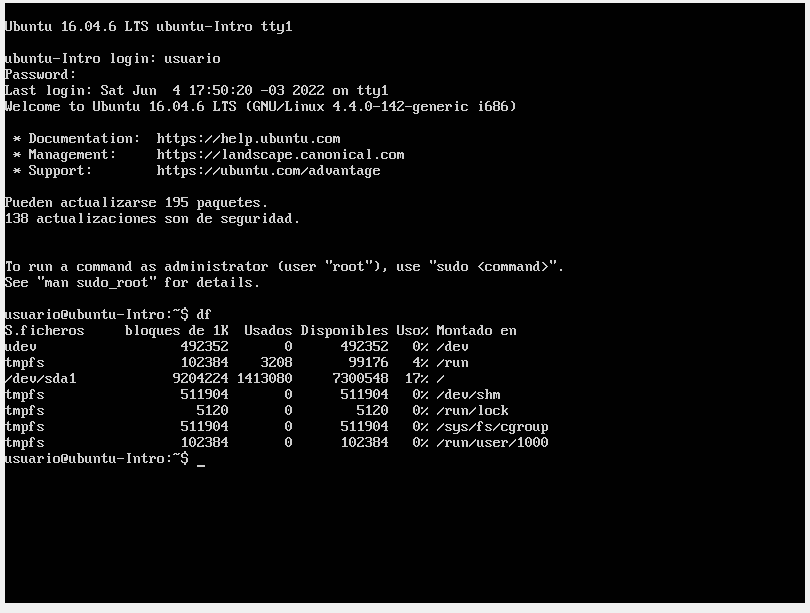 Ubuntu 16.04.6 LTS ubuntu-Intro tty1
ubuntu-Intro login: usuario
Password:
Last login: Sat Jun  4 17:50:20 -03 2022 on tty1
Welcome to Ubuntu 16.04.6 LTS (GNU/Linux 4.4.0-142-generic i686)
 * Documentation:  https://help.ubuntu.com
 * Management:     https://landscape.canonical.com
 * Support:        https://ubuntu.com/advantage
Pueden actualizarse 195 paquetes.
138 actualizaciones son de seguridad.
To run a command as administrator (user "root"), use "sudo <command>".
See "man sudo_root" for details.
usuario@ubuntu-Intro:~$ df
S.ficheros     bloques de 1K  Usados Disponibles Uso% Montado en
udev                  492352       0      492352   0% /dev
tmpfs                 102384    3208       99176   4% /run
/dev/sda1            9204224 1413080     7300548  17% /
tmpfs                 511904       0      511904   0% /dev/shm
tmpfs                   5120       0        5120   0% /run/lock
tmpfs                 511904       0      511904   0% /sys/fs/cgroup
tmpfs                 102384       0      102384   0% /run/user/1000
usuario@ubuntu-Intro:~$ _